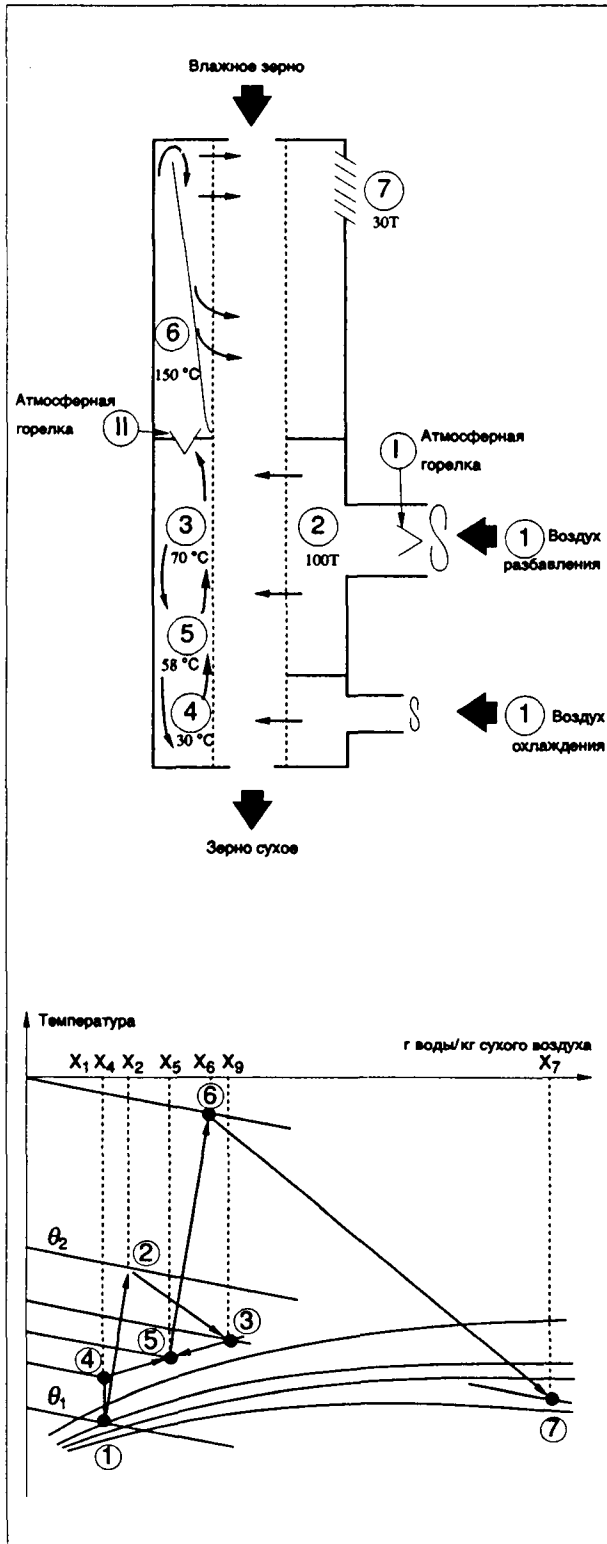 Влажное зерно
7
30T
6
150 °C
Атмосферная
горелка
II
I
Атмосферная
горелка
3
70 °C
2
100T
1 Воздух
разбавления
5
58 °C
4
30 °C
1 Воздух
охлаждения
Зерно сухое
Температура
г воды/кг сухого воздуха
X1 X4 X2 X5 X6 X9 X7
6
θ2
2
3
5
4
θ1
1
7